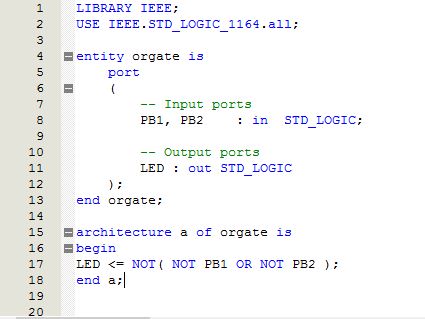 1 LIBRARY IEEE;
2 USE IEEE.STD_LOGIC_1164.all;
3
4 entity orgate is
5 port
6 (
7 -- Input ports
8 PB1, PB2 : in STD_LOGIC;
9
10 -- Output ports
11 LED : out STD_LOGIC
12 );
13 end orgate;
14
15 architecture a of orgate is
16 begin
17 LED <= NOT( NOT PB1 OR NOT PB2 );
18 end a;
19
20